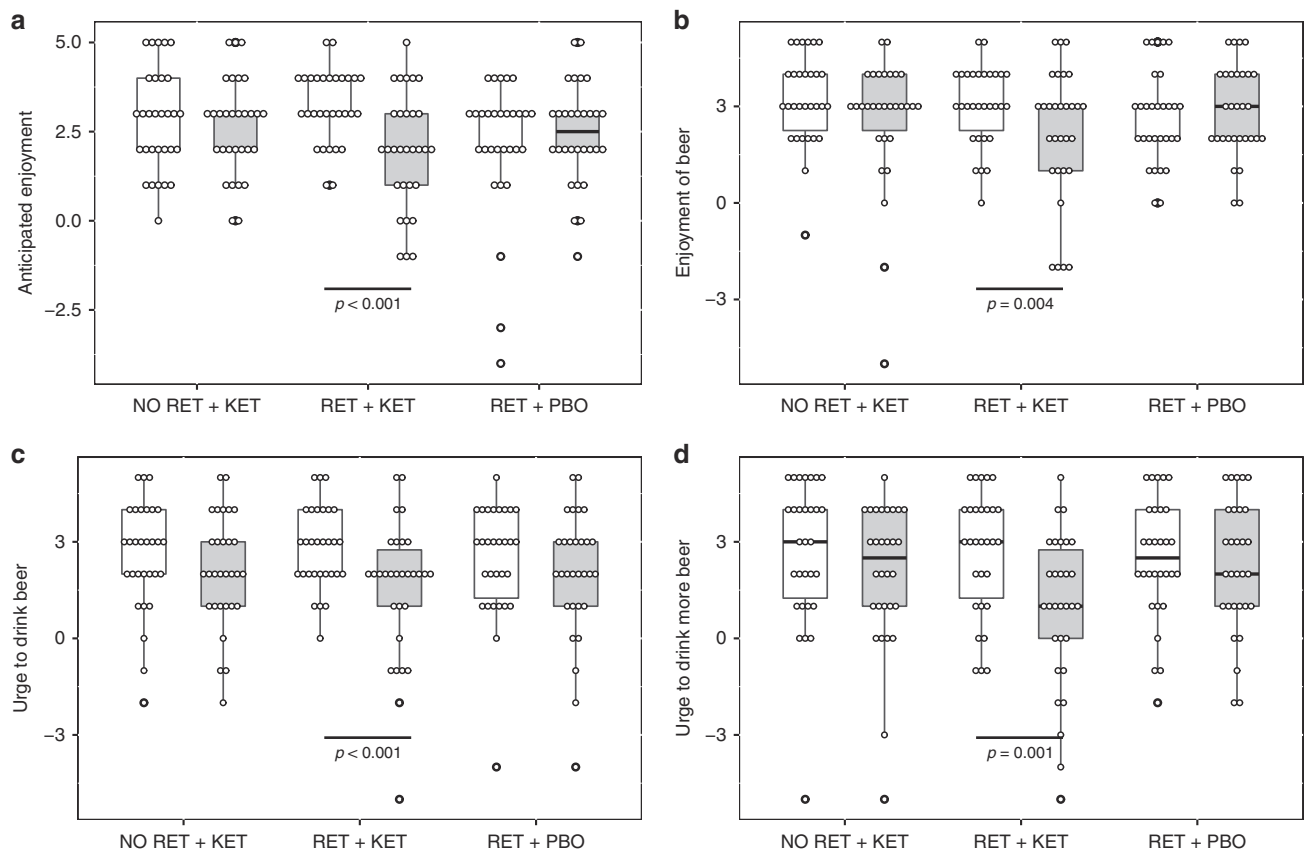 a
Anticipated enjoyment
5.0
2.5
0.0
−2.5
p < 0.001
NO RET + KET
RET + KET
RET + PBO
b
Enjoyment of beer
3
0
−3
p = 0.004
NO RET + KET
RET + KET
RET + PBO
c
Urge to drink beer
3
0
−3
p < 0.001
NO RET + KET
RET + KET
RET + PBO
d
Urge to drink more beer
3
0
−3
p = 0.001
NO RET + KET
RET + KET
RET + PBO